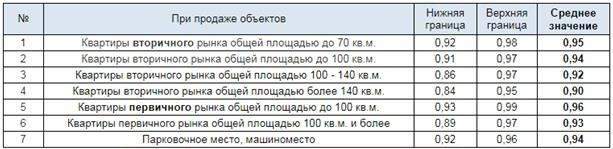 № При продаже объектов Нижняя граница Верхняя граница Среднее значение
1 Квартиры вторичного рынка общей площадью до 70 кв.м. 0,92 0,98 0,95
2 Квартиры вторичного рынка общей площадью до 100 кв.м. 0,91 0,97 0,94
3 Квартиры вторичного рынка общей площадью 100 - 140 кв.м. 0,86 0,97 0,92
4 Квартиры вторичного рынка общей площадью более 140 кв.м. 0,84 0,95 0,90
5 Квартиры первичного рынка общей площадью до 100 кв.м. 0,93 0,99 0,96
6 Квартиры первичного рынка общей площадью 100 кв.м. и более 0,89 0,97 0,93
7 Парковочное место, машиноместо 0,92 0,96 0,94